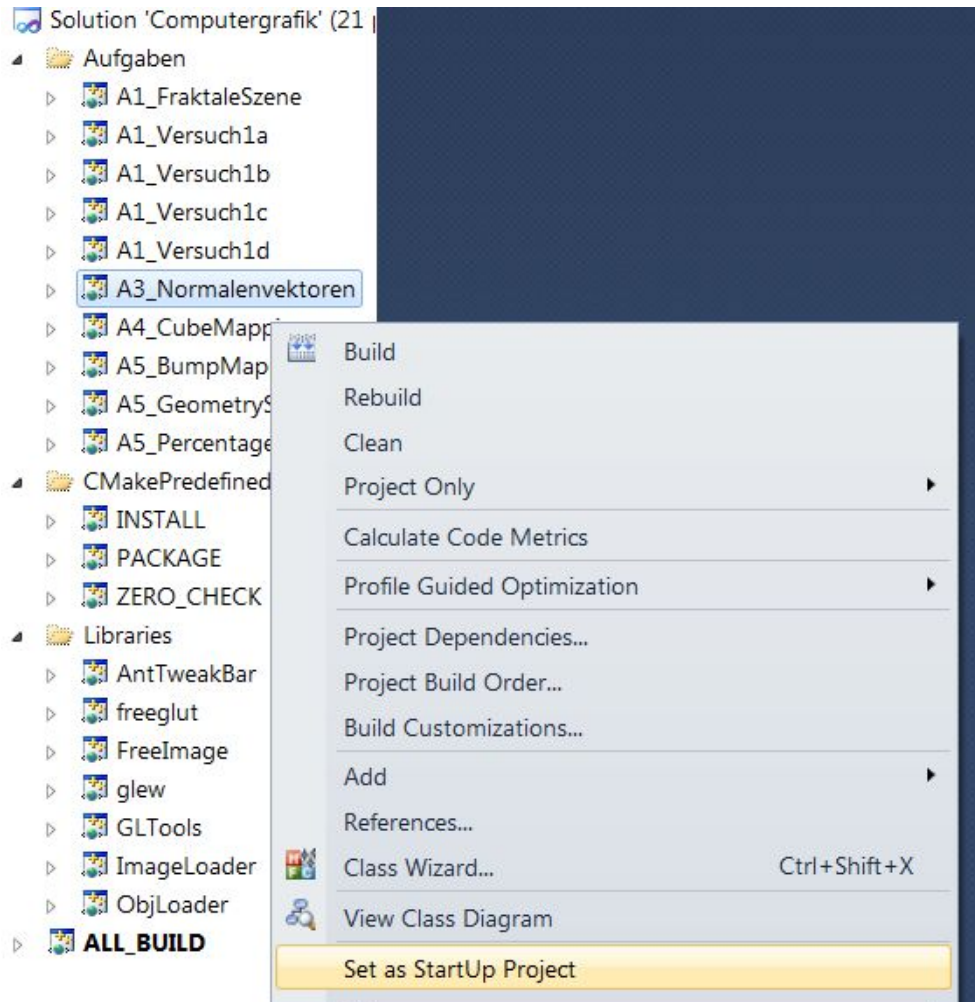 Solution 'Computergrafik' (21
Aufgaben
A1_FraktaleSzene
A1_Versuch1a
A1_Versuch1b
A1_Versuch1c
A1_Versuch1d
A3_Normalenvektoren
A4_CubeMappi
A5_BumpMap
A5_GeometryS
A5_Percentage
CMakePredefined
INSTALL
PACKAGE
ZERO_CHECK
Libraries
AntTweakBar
freeglut
FreeImage
glew
GLTools
ImageLoader
ObjLoader
ALL_BUILD
Build
Rebuild
Clean
Project Only
Calculate Code Metrics
Profile Guided Optimization
Project Dependencies...
Project Build Order...
Build Customizations...
Add
References...
Class Wizard... Ctrl+Shift+X
View Class Diagram
Set as StartUp Project